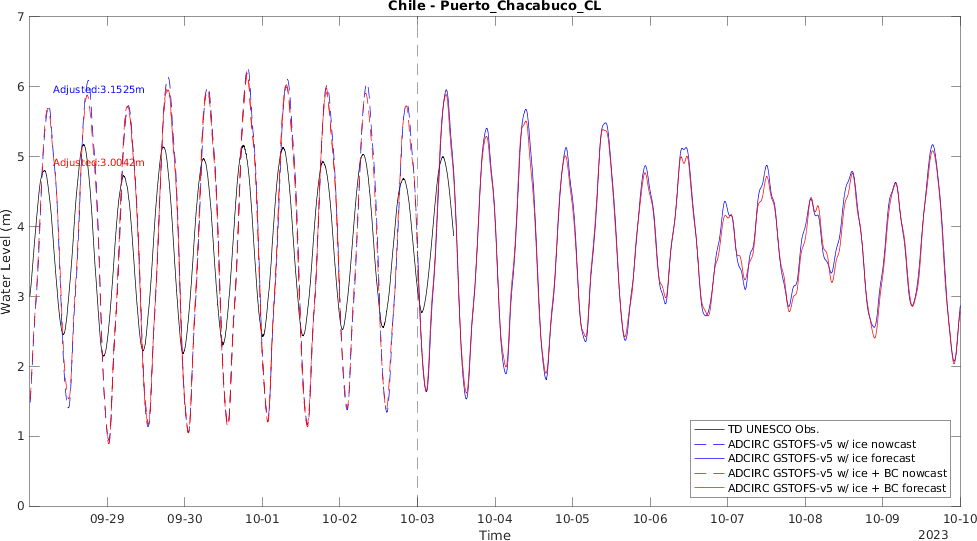 Chile - Puerto_Chacabuco_CL
7
6
5
4
3
2
1
0
Water Level (m)
Adjusted:3.1525m
Adjusted:3.0042m
TD UNESCO Obs.
ADCIRC GSTOFS-v5 w/ ice nowcast
ADCIRC GSTOFS-v5 w/ ice forecast
ADCIRC GSTOFS-v5 w/ ice + BC nowcast
ADCIRC GSTOFS-v5 w/ ice + BC forecast
09-29 09-30 10-01 10-02 10-03 10-04 10-05 10-06 10-07 10-08 10-09 10-10
Time
2023